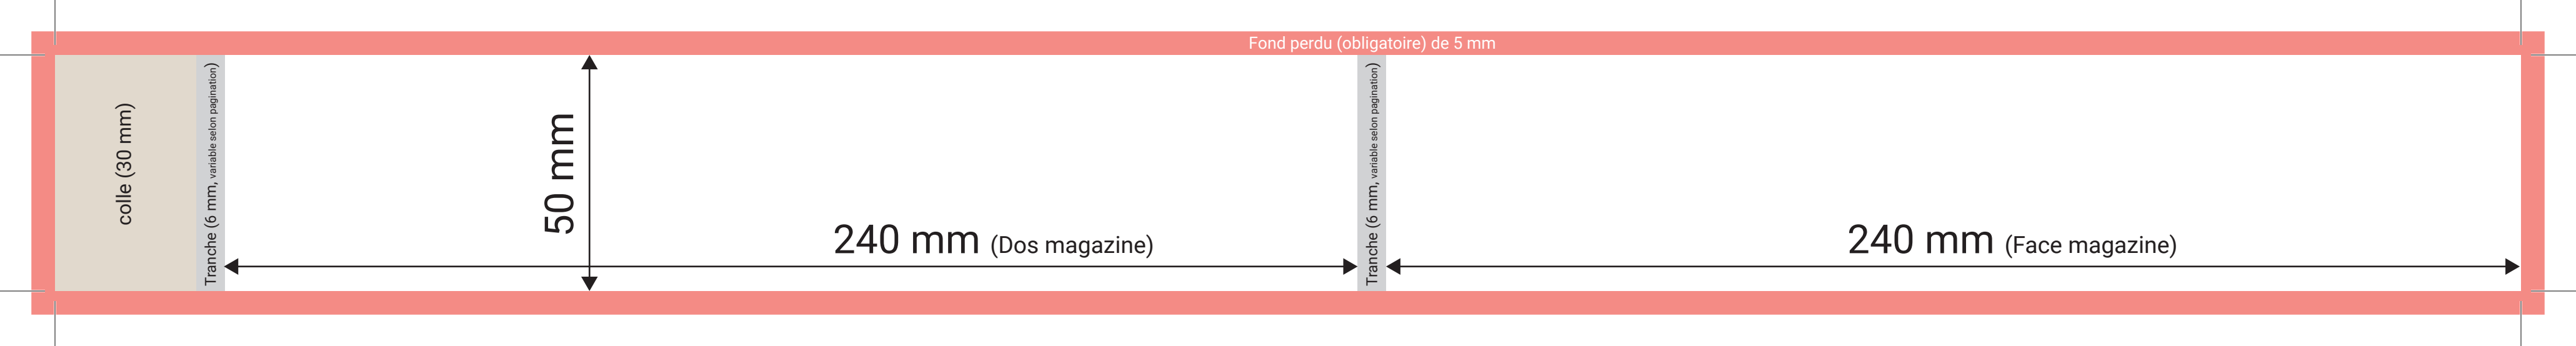 Fond perdu (obligatoire) de 5 mm
colle (30 mm)
Tranche (6 mm, variable selon pagination)
50 mm
240 mm (Dos magazine)
Tranche (6 mm, variable selon pagination)
240 mm (Face magazine)